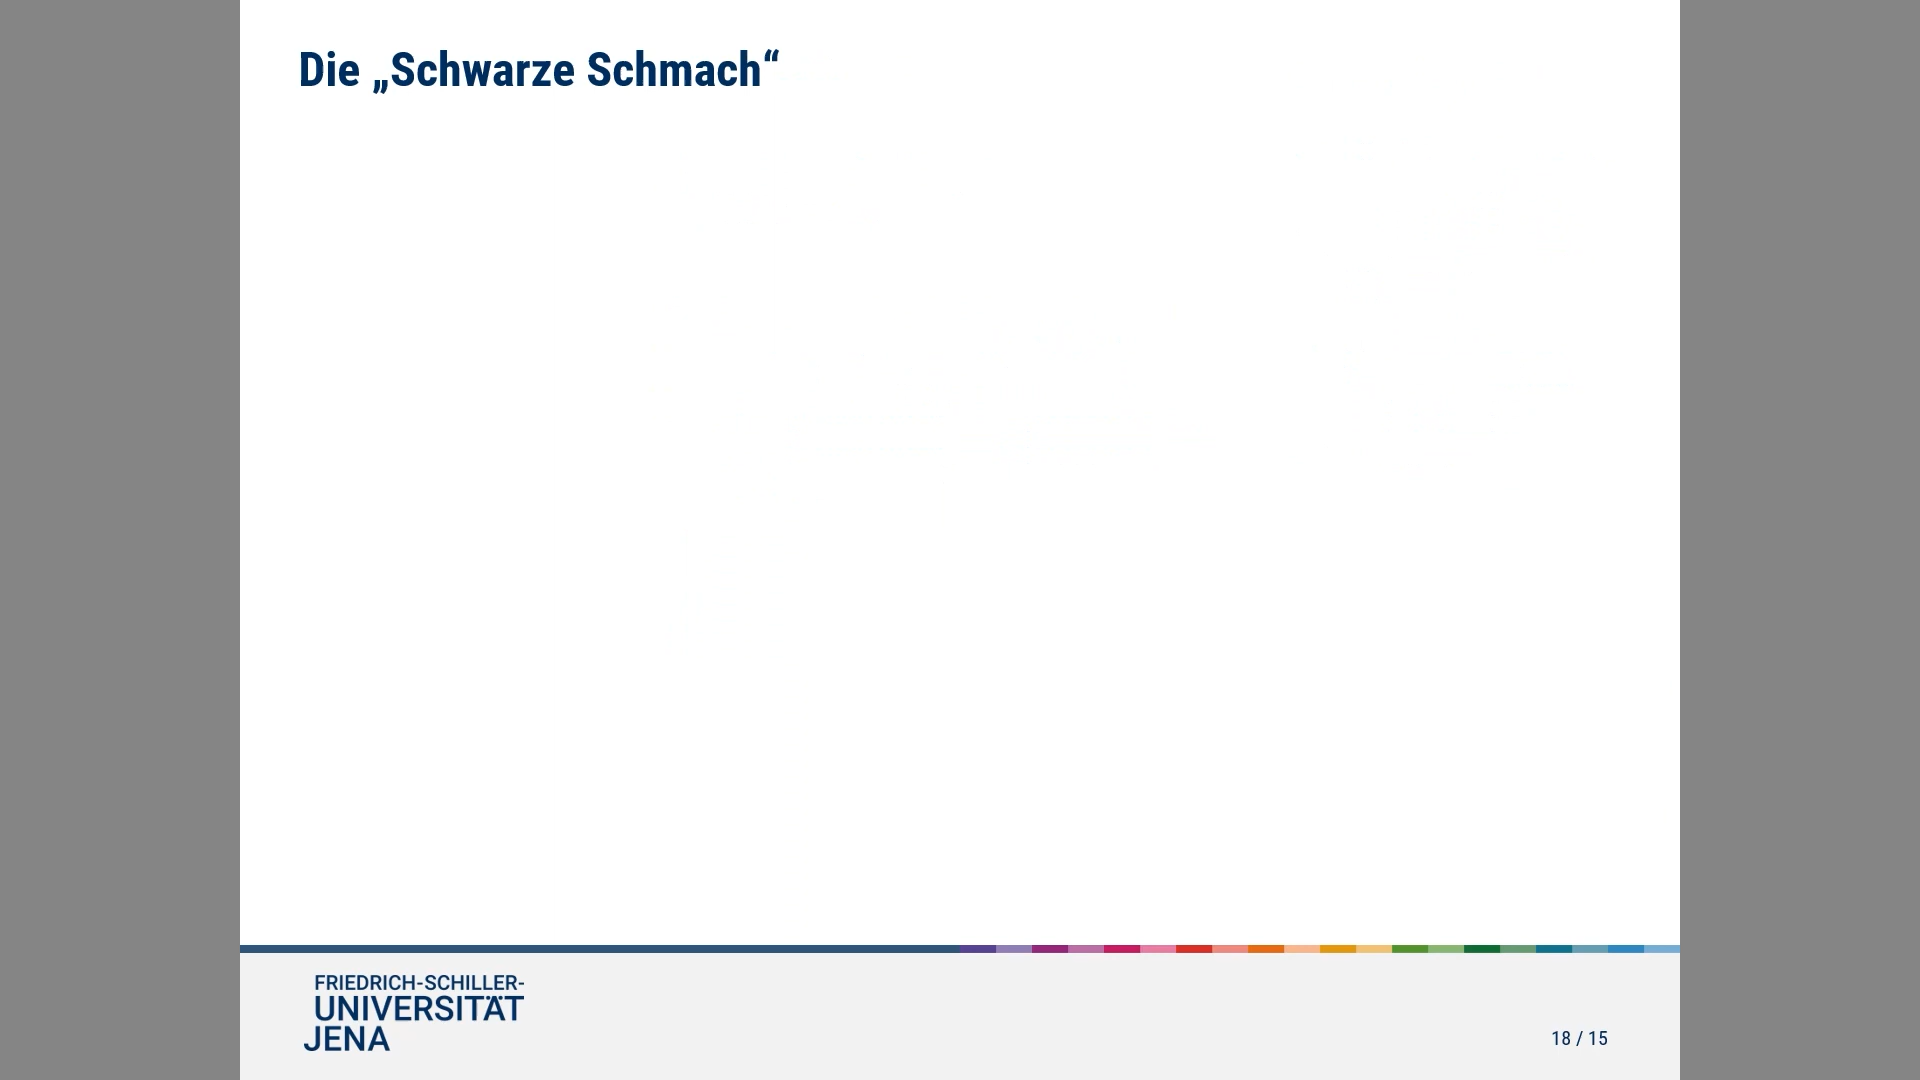 Die „Schwarze Schmach“
FRIEDRICH-SCHILLER-
UNIVERSITÄT
JENA
18 / 15